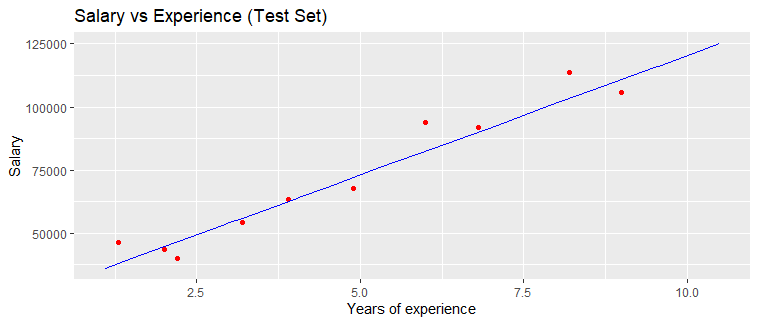 Salary vs Experience (Test Set)
125000
100000
75000
50000
Salary
2.5 5.0 7.5 10.0
Years of experience